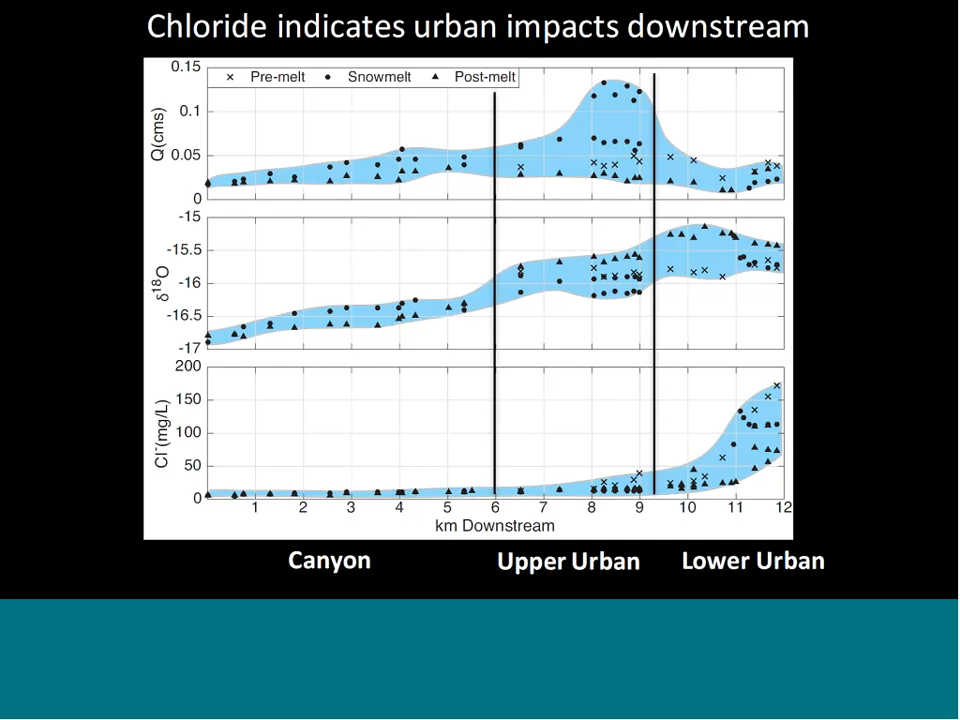 Chloride indicates urban impacts downstream
0.15
Pre-melt Snowmelt Post-melt
0.1
Q(cms)
0.05
0
-15
-15.5
δ18O
-16
-16.5
-17
200
150
Cl-(mg/L)
100
50
0
1 2 3 4 5 6 7 8 9 10 11 12
km Downstream
Canyon Upper Urban Lower Urban